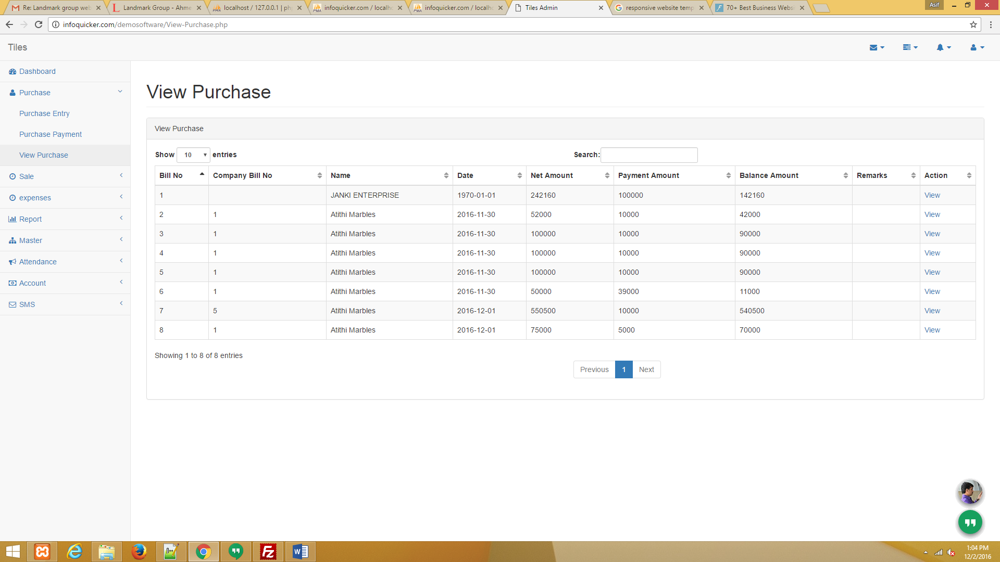 Re: Landmark group web
Landmark Group - Ahme
localhost / 127.0.0.1 | ph
infoquicker.com / localho
infoquicker.com / localho
Tiles Admin
responsive website temp
70+ Best Business Websi
Asif
infoquicker.com/demosoftware/View-Purchase.php
Tiles
Dashboard
Purchase
Purchase Entry
Purchase Payment
View Purchase
Sale
expenses
Report
Master
Attendance
Account
SMS
View Purchase
View Purchase
Show 10 entries Search:
Bill No Company Bill No Name Date Net Amount Payment Amount Balance Amount Remarks Action
1 JANKI ENTERPRISE 1970-01-01 242160 100000 142160 View
2 1 Atithi Marbles 2016-11-30 52000 10000 42000 View
3 1 Atithi Marbles 2016-11-30 100000 10000 90000 View
4 1 Atithi Marbles 2016-11-30 100000 10000 90000 View
5 1 Atithi Marbles 2016-11-30 100000 10000 90000 View
6 1 Atithi Marbles 2016-11-30 50000 39000 11000 View
7 5 Atithi Marbles 2016-12-01 550500 10000 540500 View
8 1 Atithi Marbles 2016-12-01 75000 5000 70000 View
Showing 1 to 8 of 8 entries
Previous 1 Next
1:04 PM
12/2/2016